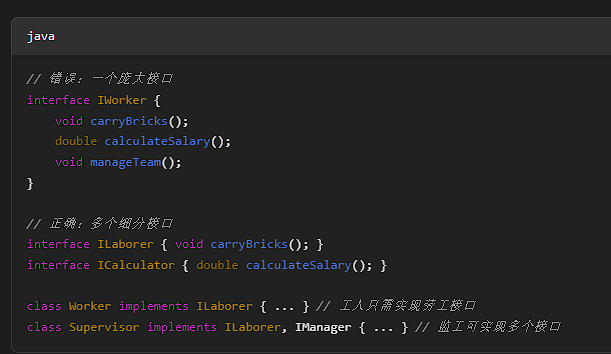 java
// 错误：一个庞大接口
interface IWorker {
    void carryBricks();
    double calculateSalary();
    void manageTeam();
}
// 正确：多个细分接口
interface ILaborer { void carryBricks(); }
interface ICalculator { double calculateSalary(); }
class Worker implements ILaborer { ... } // 工人只需实现劳工接口
class Supervisor implements ILaborer, IManager { ... } // 监工可实现多个接口